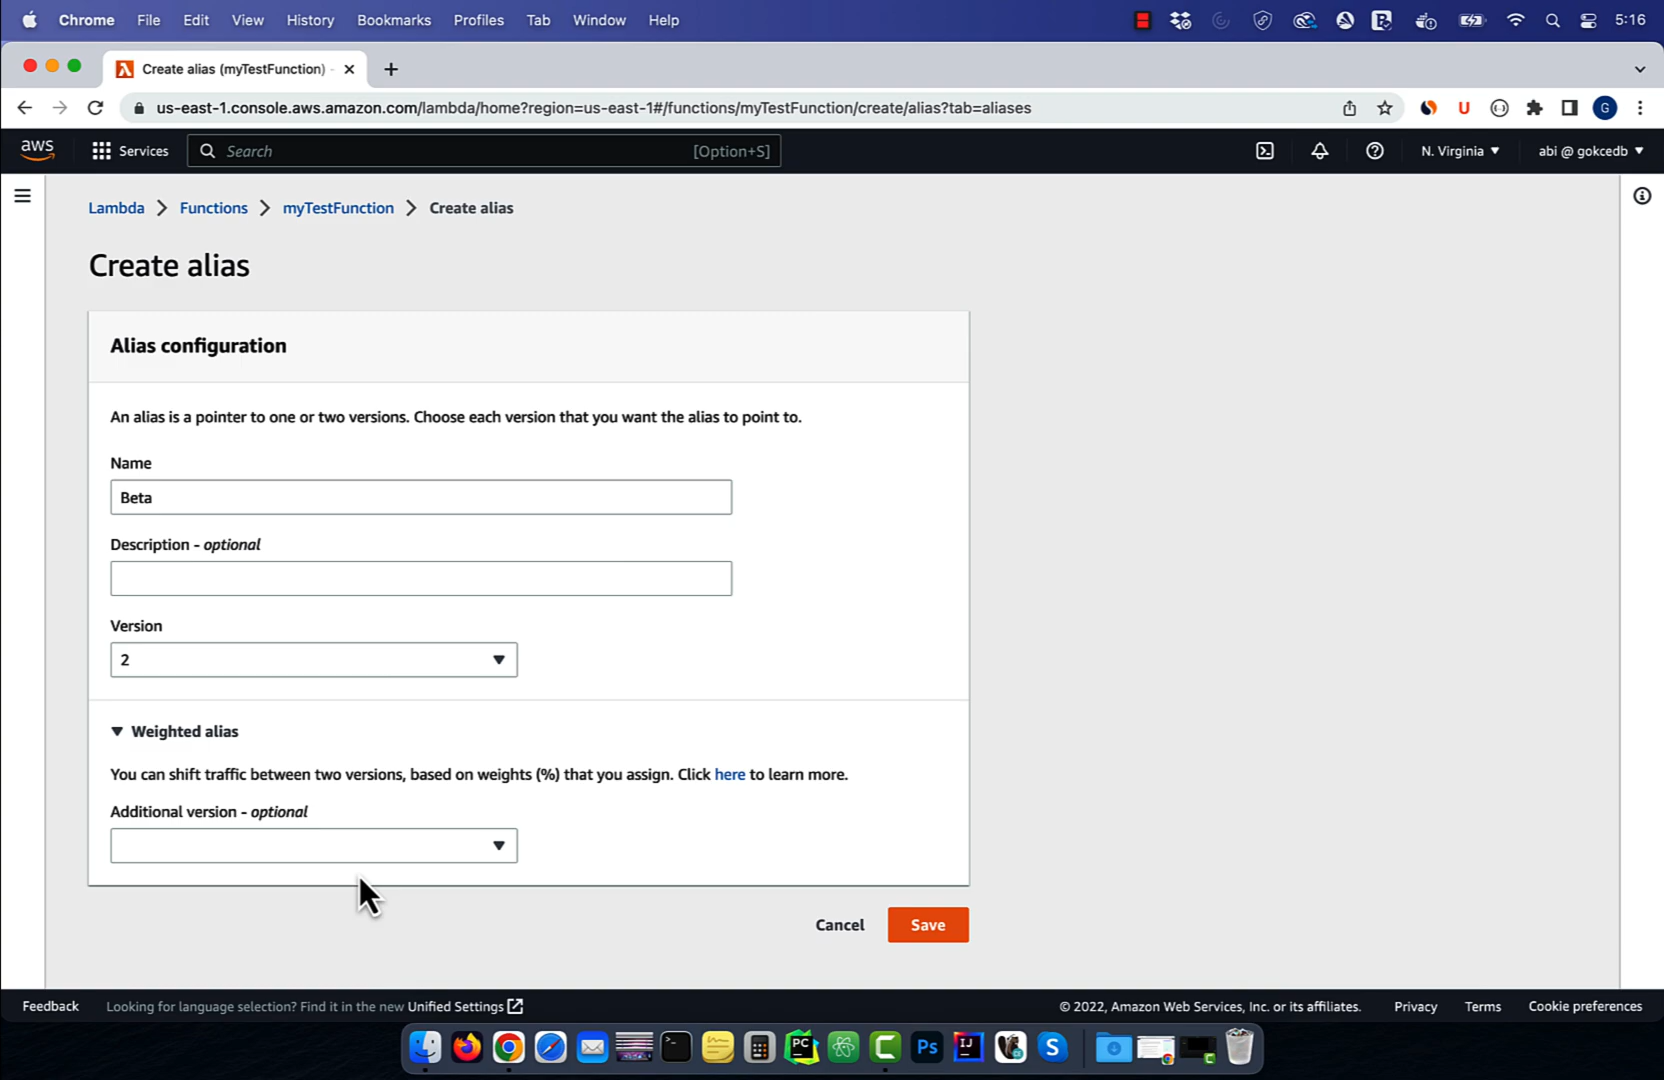 Chrome File Edit View History Bookmarks Profiles Tab Window Help 5:16
Create alias (myTestFunction) -
us-east-1.console.aws.amazon.com/lambda/home?region=us-east-1#/functions/myTestFunction/create/alias?tab=aliases U G
aws Services Search [Option+S] N. Virginia abi @ gokcedb
Lambda Functions myTestFunction Create alias
Create alias
Alias configuration
An alias is a pointer to one or two versions. Choose each version that you want the alias to point to.
Name
Beta
Description - optional
Version
2
Weighted alias
You can shift traffic between two versions, based on weights (%) that you assign. Click here to learn more.
Additional version - optional
Cancel Save
Feedback Looking for language selection? Find it in the new Unified Settings © 2022, Amazon Web Services, Inc. or its affiliates. Privacy Terms Cookie preferences
PC C Ps IJ S